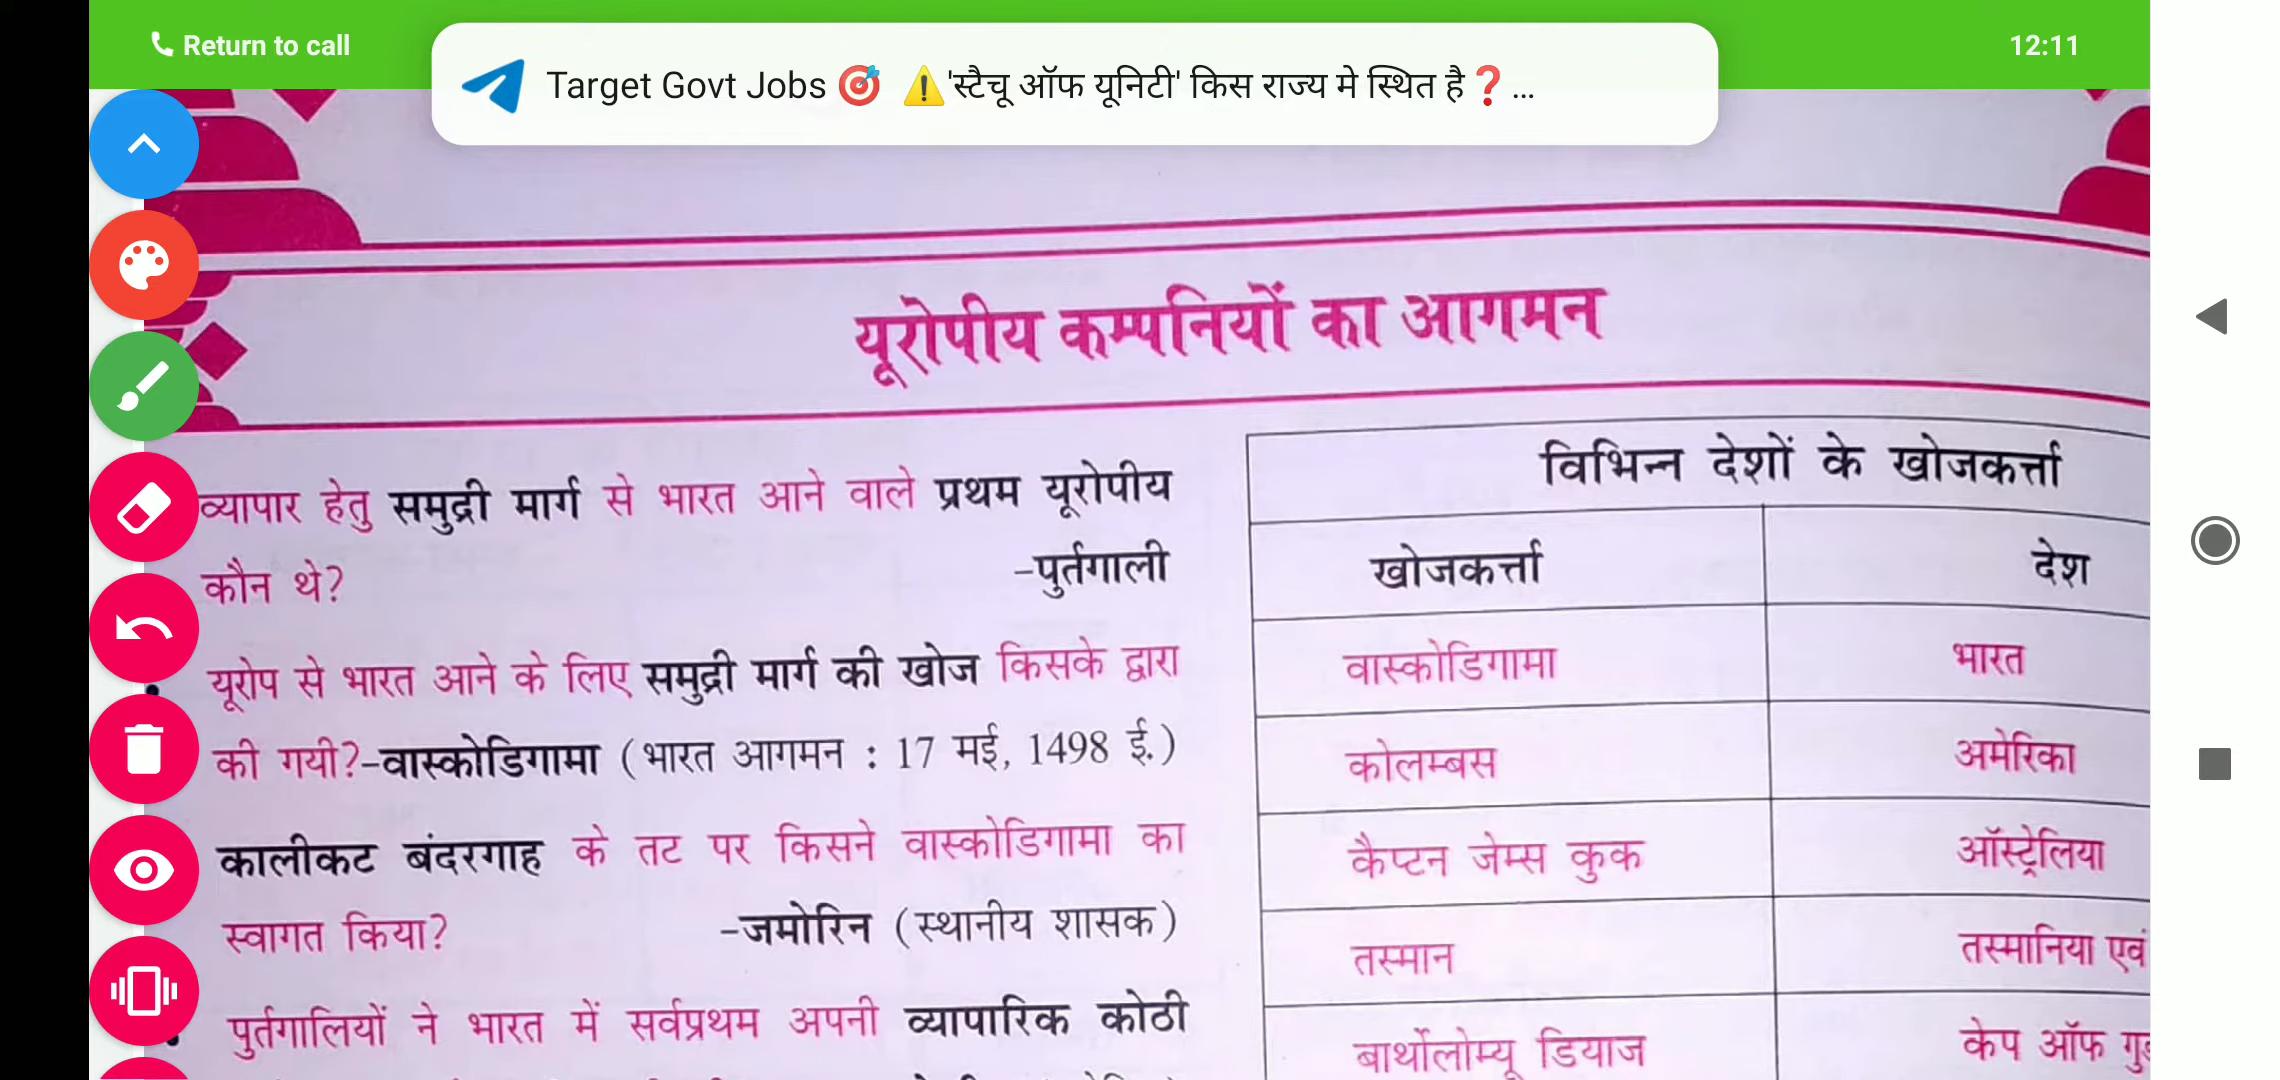 Return to call
Target Govt Jobs 🎯 ⚠️'स्टैचू ऑफ यूनिटी' किस राज्य मे स्थित है❓...
12:11
यूरोपीय कम्पनियों का आगमन
व्यापार हेतु समुद्री मार्ग से भारत आने वाले प्रथम यूरोपीय
कौन थे? -पुर्तगाली
यूरोप से भारत आने के लिए समुद्री मार्ग की खोज किसके द्वारा
की गयी?-वास्कोडिगामा (भारत आगमन : 17 मई, 1498 ई.)
कालीकट बंदरगाह के तट पर किसने वास्कोडिगामा का
स्वागत किया? -जमोरिन (स्थानीय शासक)
पुर्तगालियों ने भारत में सर्वप्रथम अपनी व्यापारिक कोठी
विभिन्न देशों के खोजकर्त्ता
खोजकर्त्ता देश
वास्कोडिगामा भारत
कोलम्बस अमेरिका
कैप्टन जेम्स कुक ऑस्ट्रेलिया
तस्मान तस्मानिया एवं
बार्थोलोम्यू डियाज केप ऑफ